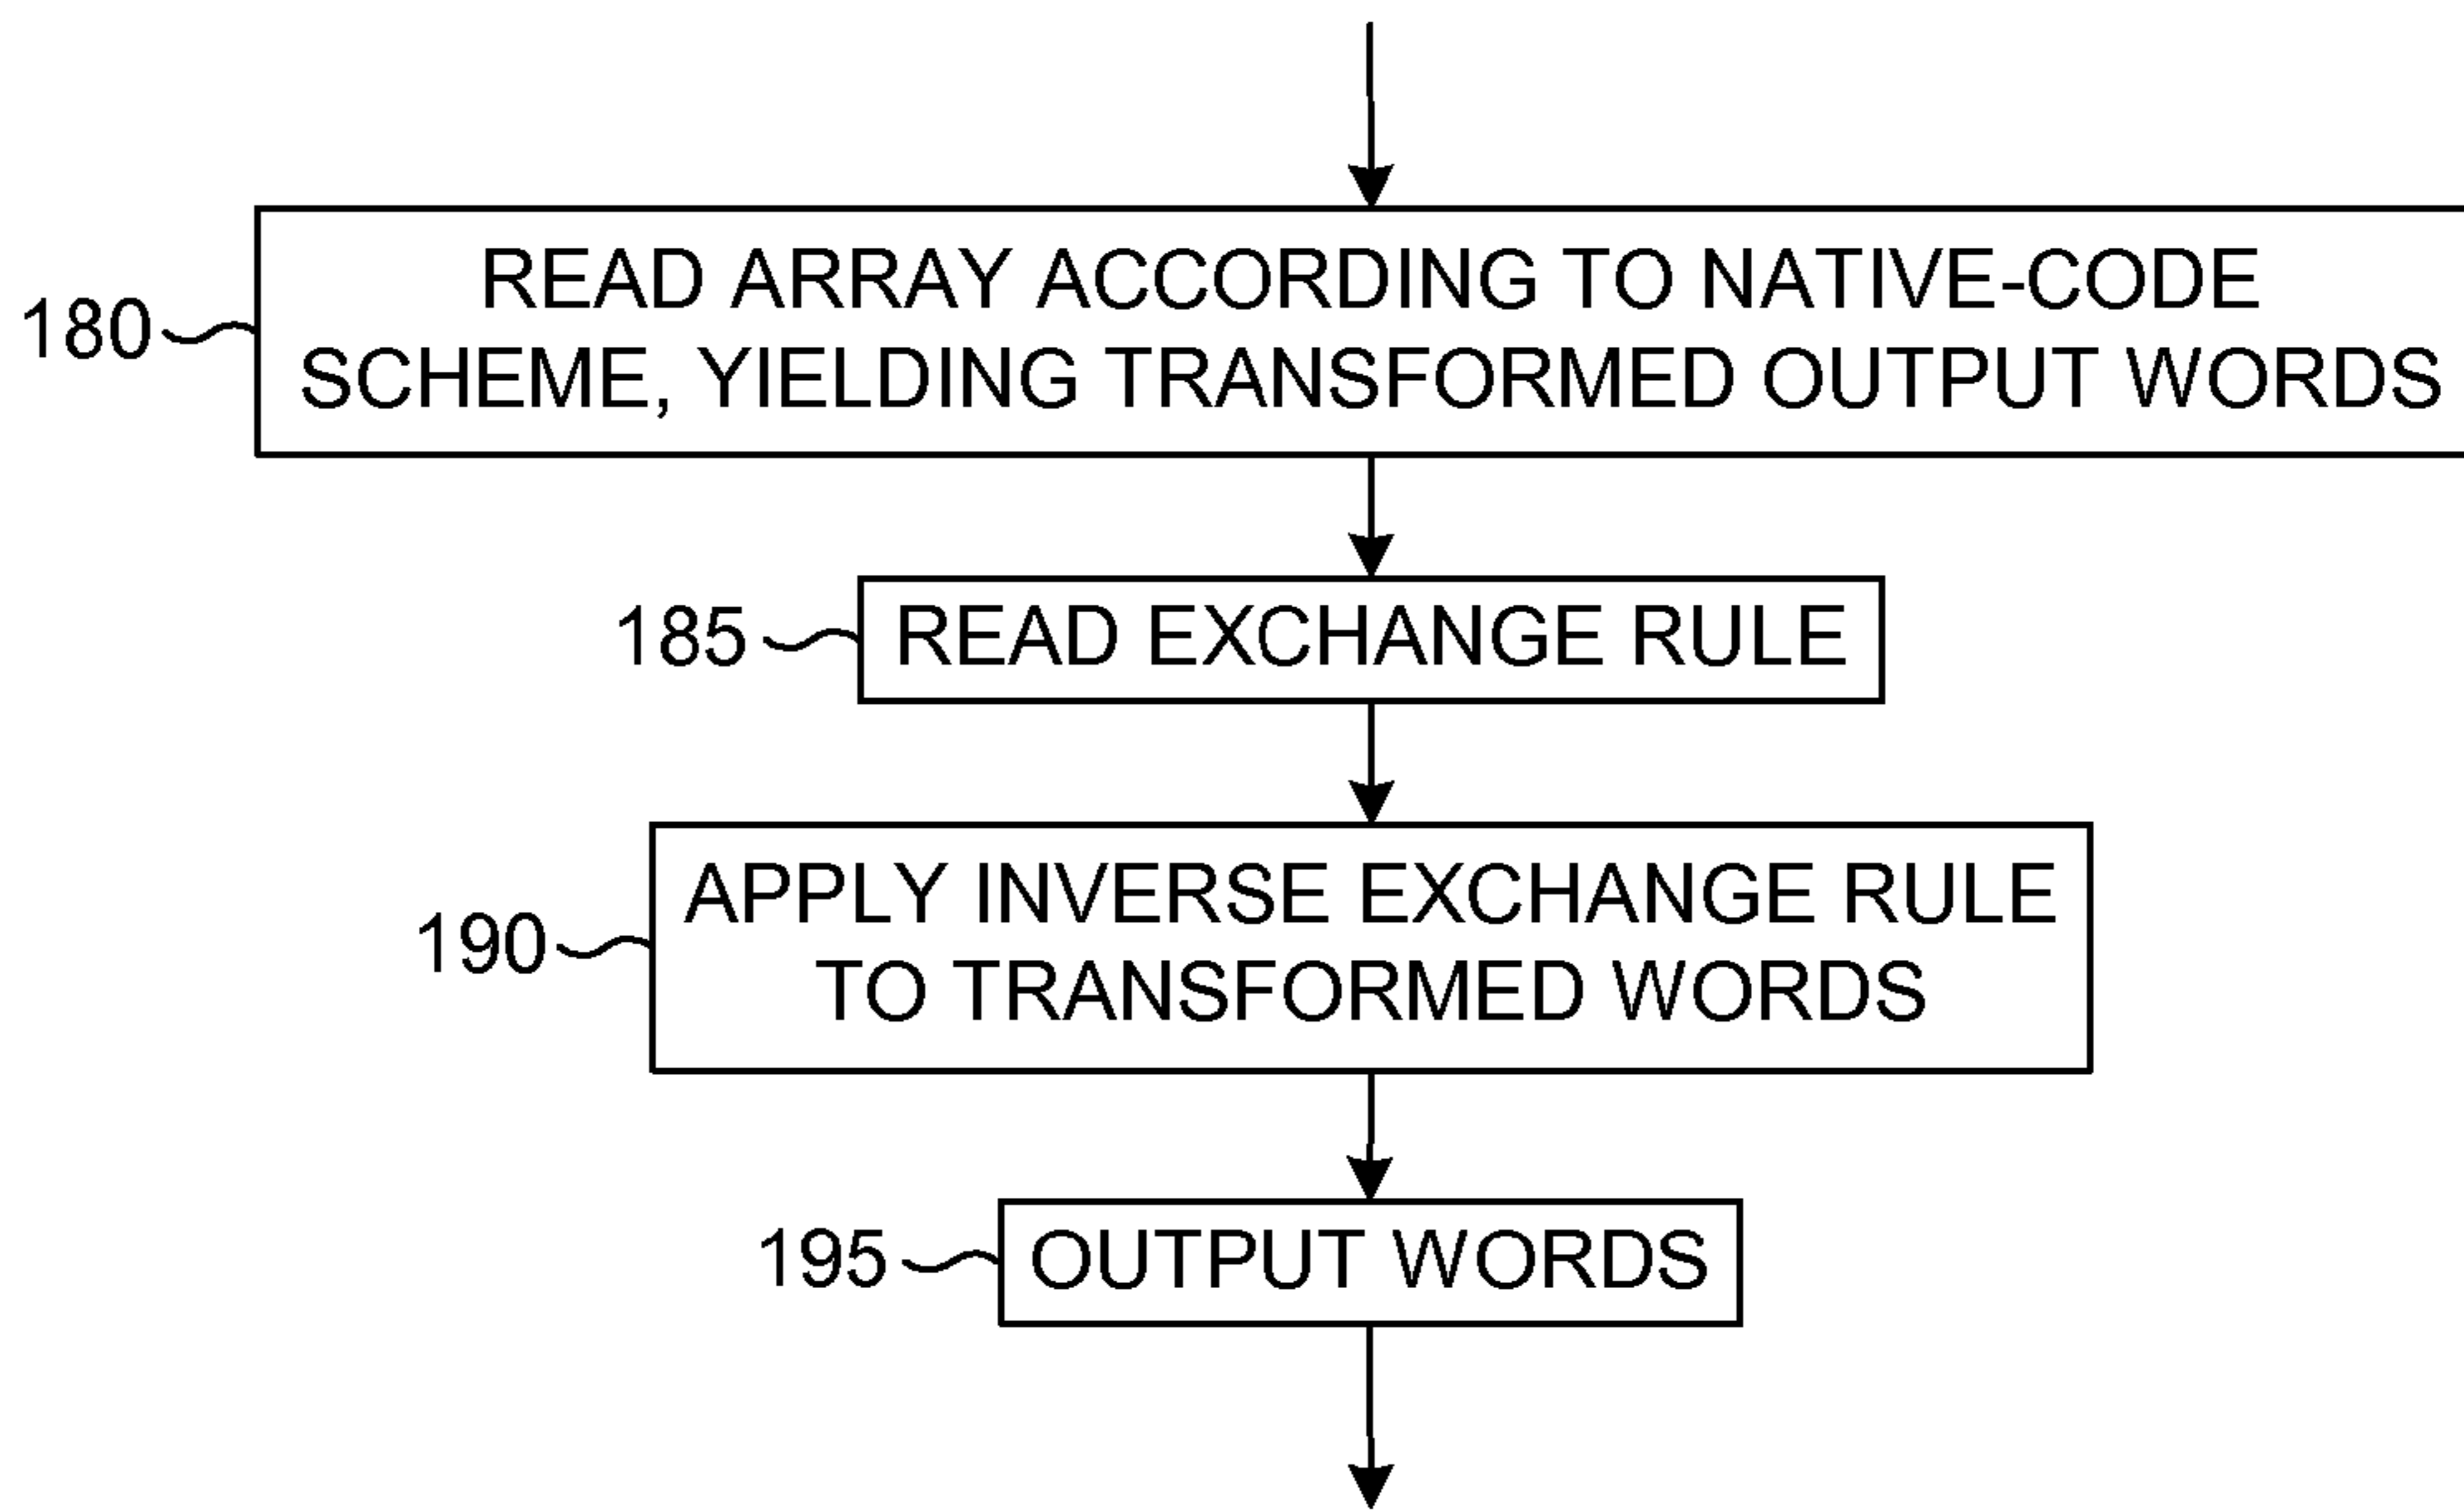 180
READ ARRAY ACCORDING TO NATIVE-CODE
SCHEME, YIELDING TRANSFORMED OUTPUT WORDS
185
READ EXCHANGE RULE
190
APPLY INVERSE EXCHANGE RULE
TO TRANSFORMED WORDS
195
OUTPUT WORDS